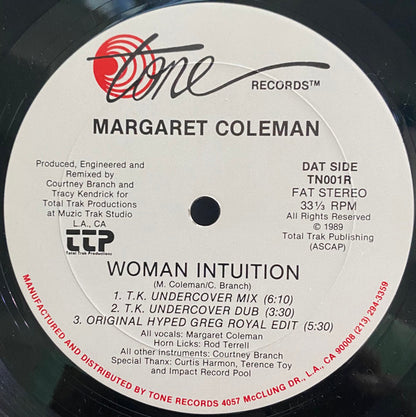 tone
RECORDS™
MARGARET COLEMAN
Produced, Engineered and
Remixed by
Courtney Branch and
Tracy Kendrick for
Total Trak Productions
at Muzic Trak Studio
L.A., CA
TTP
Total Trak Productions
DAT SIDE
TN001R
FAT STEREO
33⅓ RPM
All Rights Reserved
© 1989
Total Trak Publishing
(ASCAP)
WOMAN INTUITION
(M. Coleman/C. Branch)
1. T.K. UNDERCOVER MIX (6:10)
2. T.K. UNDERCOVER DUB (3:30)
3. ORIGINAL HYPED GREG ROYAL EDIT (5:30)
All vocals: Margaret Coleman
Horn Licks: Rod Terrell
All other instruments: Courtney Branch
Special Thanx: Curtis Harmon, Terence Toy
and Impact Record Pool
MANUFACTURED AND DISTRIBUTED BY TONE RECORDS 4057 McCLUNG DR., L.A., CA 90008 (213) 294-3359